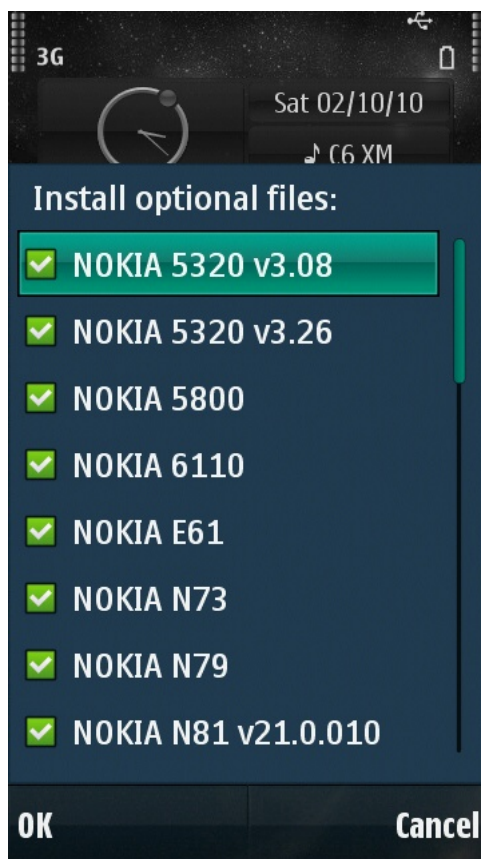 3G
Sat 02/10/10
C6 XM
Install optional files:
NOKIA 5320 v3.08
NOKIA 5320 v3.26
NOKIA 5800
NOKIA 6110
NOKIA E61
NOKIA N73
NOKIA N79
NOKIA N81 v21.0.010
OK
Cancel